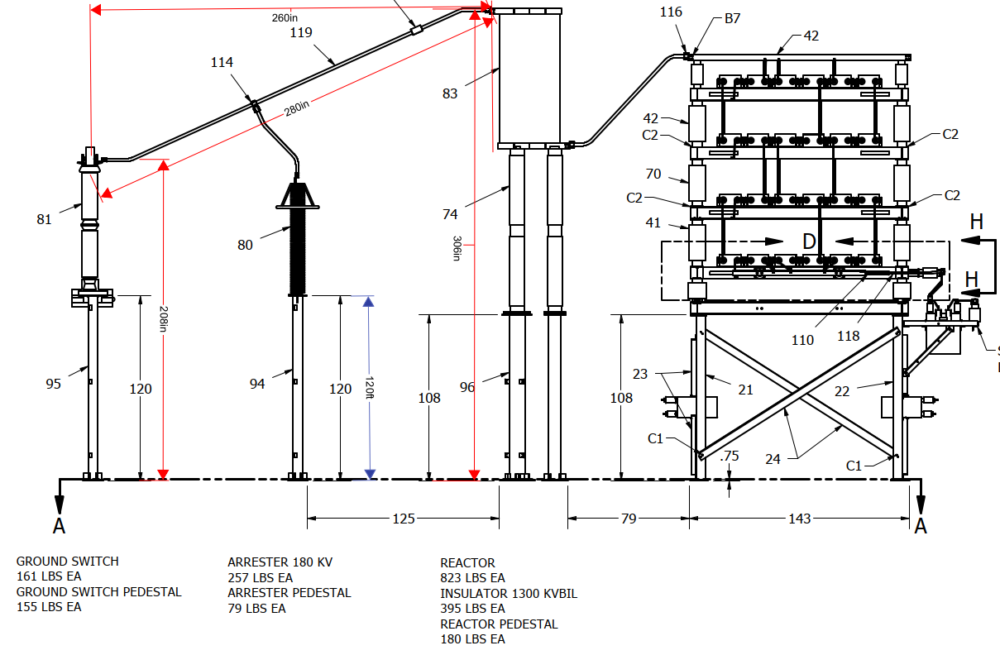 260in
116
B7
42
119
114
83
280in
42
C2
C2
70
C2
C2
81
74
41
80
D
H
306in
H
208in
110
118
S
95
120
94
120
120ft
96
108
108
23
21
22
C1
.75
24
C1
A
125
79
143
A
GROUND SWITCH
161 LBS EA
GROUND SWITCH PEDESTAL
155 LBS EA
ARRESTER 180 KV
257 LBS EA
ARRESTER PEDESTAL
79 LBS EA
REACTOR
823 LBS EA
INSULATOR 1300 KVBIL
395 LBS EA
REACTOR PEDESTAL
180 LBS EA